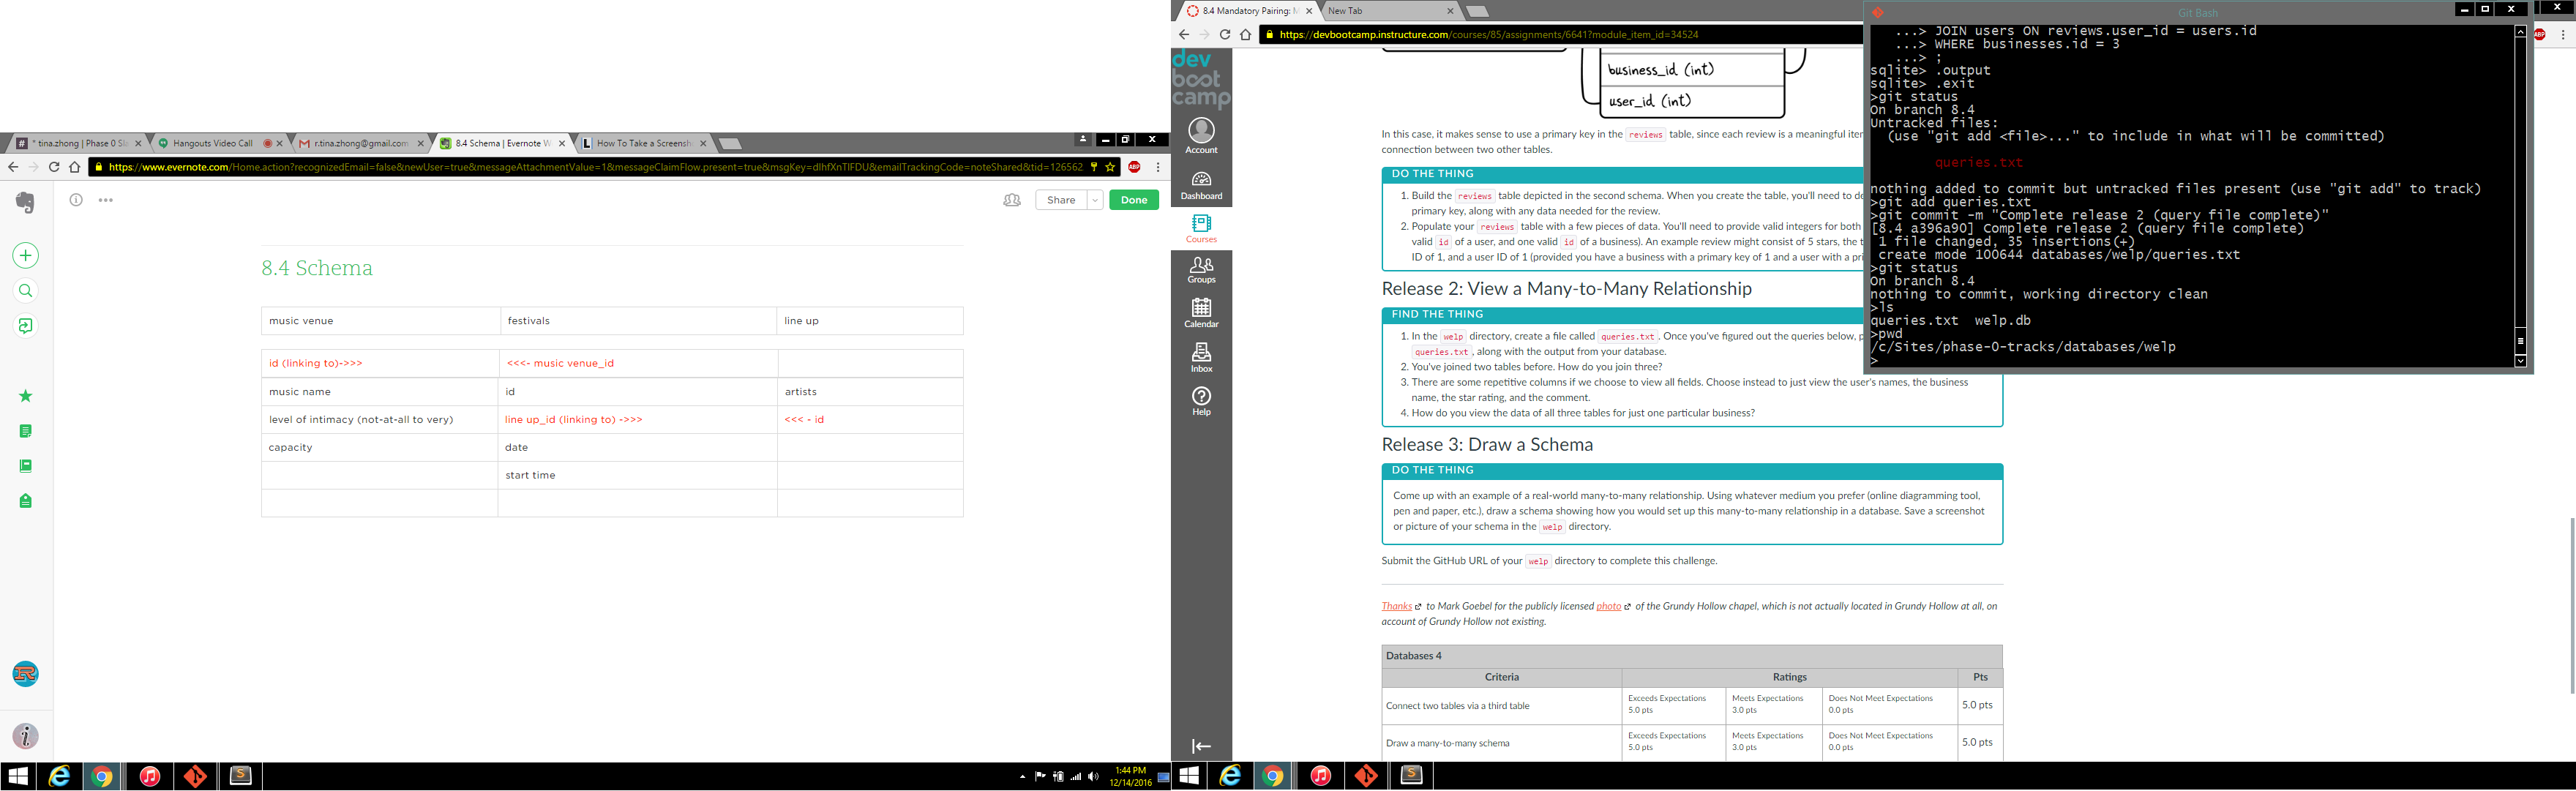 * tina.zhong | Phase 0 Sl
Hangouts Video Call
r.tina.zhong@gmail.com
8.4 Schema | Evernote W
How To Take a Screensh
https://www.evernote.com/Home.action?recognizedEmail=false&newUser=true&messageAttachmentValue=1&messageClaimFlow.present=true&msgKey=dlhfXnTlFDU&emailTrackingCode=noteShared&tid=126562
Share
Done
8.4 Schema
music venue festivals line up
id (linking to)->>> <<<- music venue_id
music name id artists
level of intimacy (not-at-all to very) line up_id (linking to) ->>> <<< - id
capacity date
start time
1:44 PM
12/14/2016
8.4 Mandatory Pairing: M
New Tab
https://devbootcamp.instructure.com/courses/85/assignments/6641?module_item_id=34524
dev
boot
camp
Account
Dashboard
Courses
Groups
Calendar
Inbox
Help
business_id (int)
user_id (int)
In this case, it makes sense to use a primary key in the reviews table, since each review is a meaningful iter
connection between two other tables.
DO THE THING
1. Build the reviews table depicted in the second schema. When you create the table, you'll need to de
primary key, along with any data needed for the review.
2. Populate your reviews table with a few pieces of data. You'll need to provide valid integers for both
valid id of a user, and one valid id of a business). An example review might consist of 5 stars, the t
ID of 1, and a user ID of 1 (provided you have a business with a primary key of 1 and a user with a pri
Release 2: View a Many-to-Many Relationship
FIND THE THING
1. In the welp directory, create a file called queries.txt. Once you've figured out the queries below, p
queries.txt, along with the output from your database.
2. You've joined two tables before. How do you join three?
3. There are some repetitive columns if we choose to view all fields. Choose instead to just view the user's names, the business
name, the star rating, and the comment.
4. How do you view the data of all three tables for just one particular business?
Release 3: Draw a Schema
DO THE THING
Come up with an example of a real-world many-to-many relationship. Using whatever medium you prefer (online diagramming tool,
pen and paper, etc.), draw a schema showing how you would set up this many-to-many relationship in a database. Save a screenshot
or picture of your schema in the welp directory.
Submit the GitHub URL of your welp directory to complete this challenge.
Thanks to Mark Goebel for the publicly licensed photo of the Grundy Hollow chapel, which is not actually located in Grundy Hollow at all, on
account of Grundy Hollow not existing.
Databases 4
Criteria Ratings Pts
Connect two tables via a third table
Exceeds Expectations Meets Expectations Does Not Meet Expectations
5.0 pts 3.0 pts 0.0 pts
5.0 pts
Draw a many-to-many schema
Exceeds Expectations Meets Expectations Does Not Meet Expectations
5.0 pts 3.0 pts 0.0 pts
5.0 pts
Git Bash
...> JOIN users ON reviews.user_id = users.id
...> WHERE businesses.id = 3
...> ;
sqlite> .output
sqlite> .exit
>git status
On branch 8.4
Untracked files:
(use "git add <file>..." to include in what will be committed)
queries.txt
nothing added to commit but untracked files present (use "git add" to track)
>git add queries.txt
>git commit -m "Complete release 2 (query file complete)"
[8.4 a396a90] Complete release 2 (query file complete)
1 file changed, 35 insertions(+)
create mode 100644 databases/welp/queries.txt
>git status
On branch 8.4
nothing to commit, working directory clean
>ls
queries.txt welp.db
>pwd
/c/Sites/phase-0-tracks/databases/welp
>
ABP
ABP